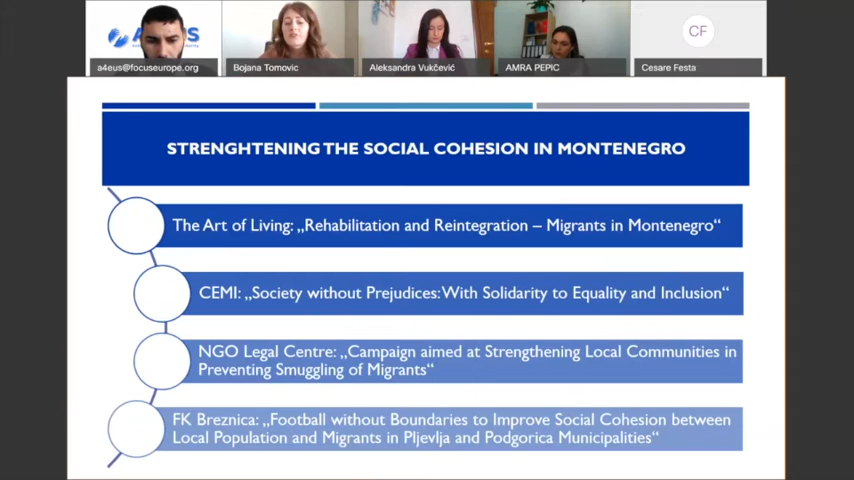 a4eus@focuseurope.org
Bojana Tomovic
Aleksandra Vukčević
AMRA PEPIC
CF
Cesare Festa
STRENGHTENING THE SOCIAL COHESION IN MONTENEGRO
The Art of Living: „Rehabilitation and Reintegration – Migrants in Montenegro“
CEMI: „Society without Prejudices: With Solidarity to Equality and Inclusion“
NGO Legal Centre: „Campaign aimed at Strengthening Local Communities in
Preventing Smuggling of Migrants“
FK Breznica: „Football without Boundaries to Improve Social Cohesion between
Local Population and Migrants in Pljevlja and Podgorica Municipalities“